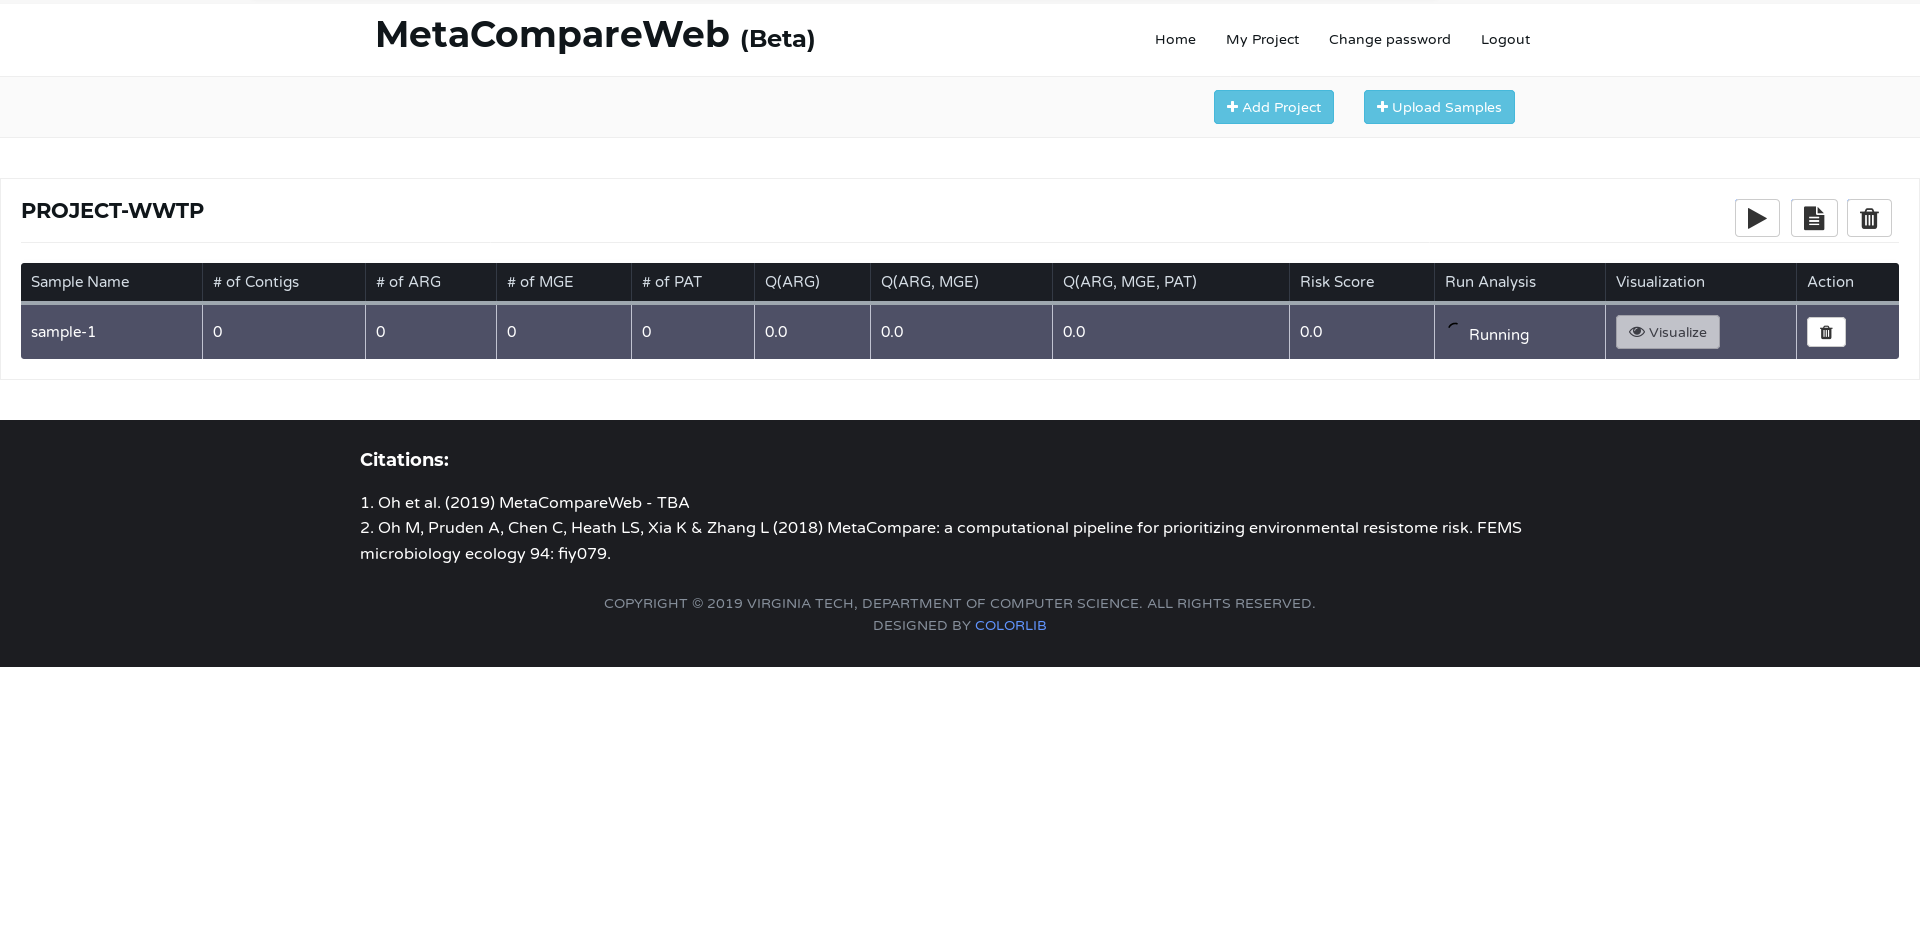 MetaCompareWeb (Beta)
Home My Project Change password Logout
Add Project Upload Samples
PROJECT-WWTP
Sample Name # of Contigs # of ARG # of MGE # of PAT Q(ARG) Q(ARG, MGE) Q(ARG, MGE, PAT) Risk Score Run Analysis Visualization Action
sample-1 0 0 0 0 0.0 0.0 0.0 0.0 Running Visualize
Citations:
1. Oh et al. (2019) MetaCompareWeb - TBA
2. Oh M, Pruden A, Chen C, Heath LS, Xia K & Zhang L (2018) MetaCompare: a computational pipeline for prioritizing environmental resistome risk. FEMS
microbiology ecology 94: fiy079.
COPYRIGHT © 2019 VIRGINIA TECH, DEPARTMENT OF COMPUTER SCIENCE. ALL RIGHTS RESERVED.
DESIGNED BY COLORLIB